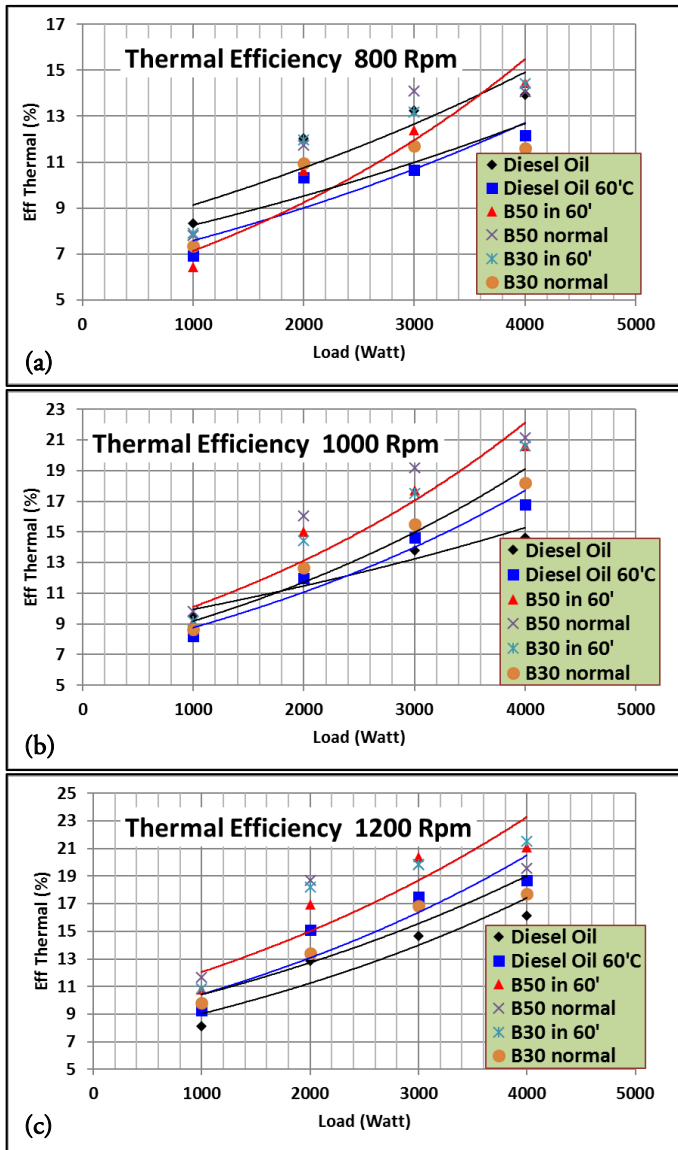 Thermal Efficiency 800 Rpm
17
15
13
11
9
7
5
Eff Thermal (%)
0
1000
2000
3000
4000
5000
Load (Watt)
Diesel Oil
Diesel Oil 60'C
B50 in 60'
B50 normal
B30 in 60'
B30 normal
(a)
Thermal Efficiency 1000 Rpm
23
21
19
17
15
13
11
9
7
5
Eff Thermal (%)
0
1000
2000
3000
4000
5000
Load (Watt)
Diesel Oil
Diesel Oil 60'C
B50 in 60'
B50 normal
B30 in 60'
B30 normal
(b)
Thermal Efficiency 1200 Rpm
25
23
21
19
17
15
13
11
9
7
5
Eff Thermal (%)
0
1000
2000
3000
4000
5000
Load (Watt)
Diesel Oil
Diesel Oil 60'C
B50 in 60'
B50 normal
B30 in 60'
B30 normal
(c)